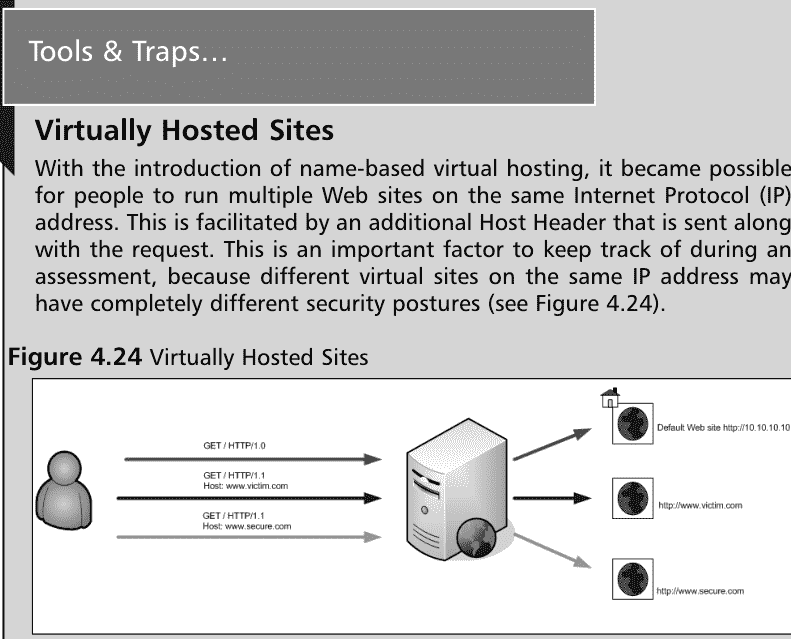 Tools & Traps…
Virtually Hosted Sites
With the introduction of name-based virtual hosting, it became possible
for people to run multiple Web sites on the same Internet Protocol (IP)
address. This is facilitated by an additional Host Header that is sent along
with the request. This is an important factor to keep track of during an
assessment, because different virtual sites on the same IP address may
have completely different security postures (see Figure 4.24).
Figure 4.24 Virtually Hosted Sites
GET / HTTP/1.0
GET / HTTP/1.1
Host: www.victim.com
GET / HTTP/1.1
Host: www.secure.com
Default Web site http://10.10.10.10
http://www.victim.com
http://www.secure.com